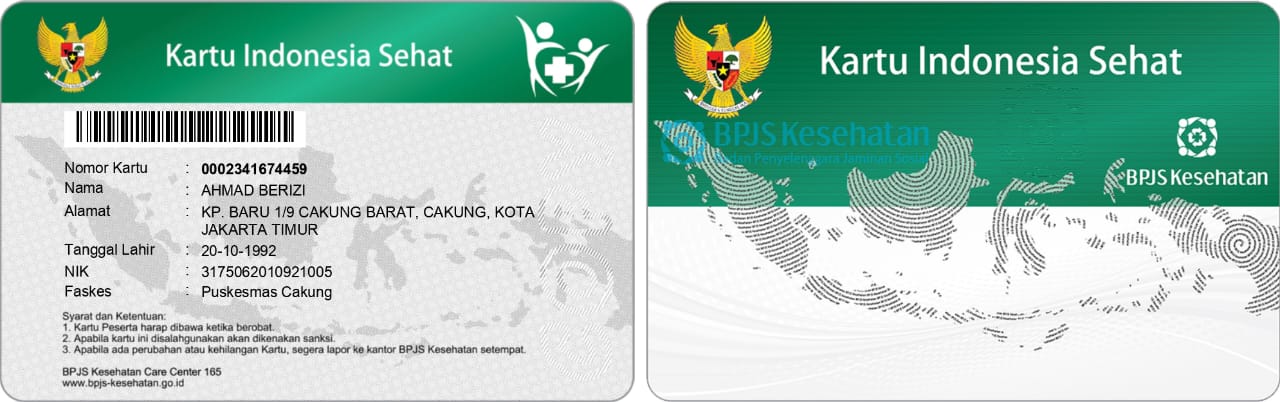 Kartu Indonesia Sehat
Nomor Kartu : 0002341674459
Nama : AHMAD BERIZI
Alamat : KP. BARU 1/9 CAKUNG BARAT, CAKUNG, KOTA
JAKARTA TIMUR
Tanggal Lahir : 20-10-1992
NIK : 3175062010921005
Faskes : Puskesmas Cakung
Syarat dan Ketentuan:
1. Kartu Peserta harap dibawa ketika berobat.
2. Apabila kartu ini disalahgunakan akan dikenakan sanksi.
3. Apabila ada perubahan atau kehilangan Kartu, segera lapor ke kantor BPJS Kesehatan setempat.
BPJS Kesehatan Care Center 165
www.bpjs-kesehatan.go.id
Kartu Indonesia Sehat
BPJS Kesehatan
Badan Penyelenggara Jaminan Sosial
BPJS Kesehatan